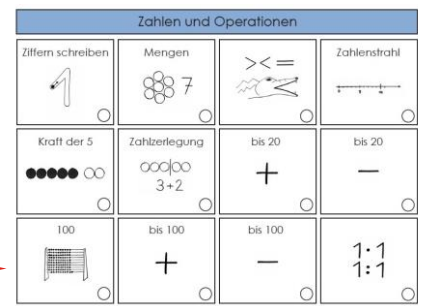 Zahlen und Operationen
Ziffern schreiben
1
Mengen
7
> < =
Zahlenstrahl
Kraft der 5
Zahlzerlegung
3+2
bis 20
+
bis 20
−
100
bis 100
+
bis 100
−
1·1
1:1